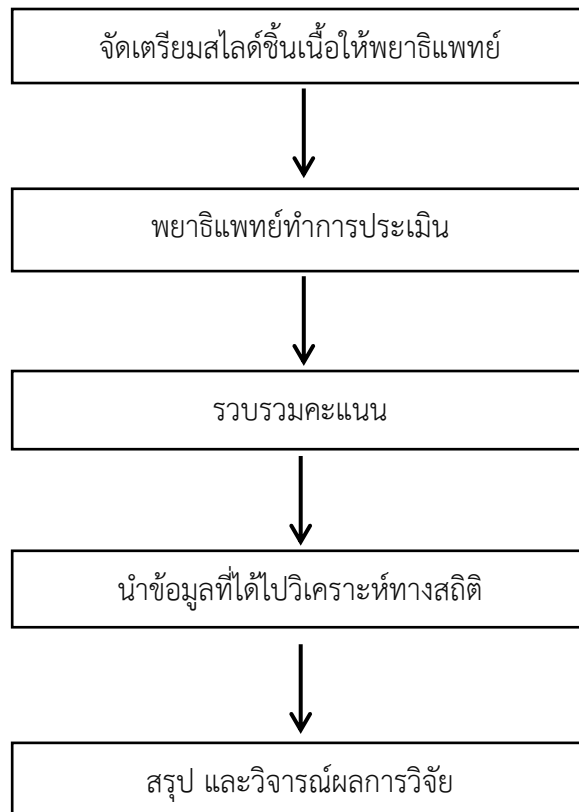 จัดเตรียมสไลด์ชิ้นเนื้อให้พยาธิแพทย์
พยาธิแพทย์ทำการประเมิน
รวบรวมคะแนน
นำข้อมูลที่ได้ไปวิเคราะห์ทางสถิติ
สรุป และวิจารณ์ผลการวิจัย